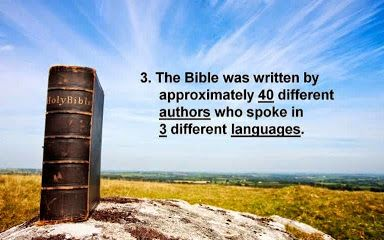 HolyBible
3. The Bible was written by
approximately 40 different
authors who spoke in
3 different languages.